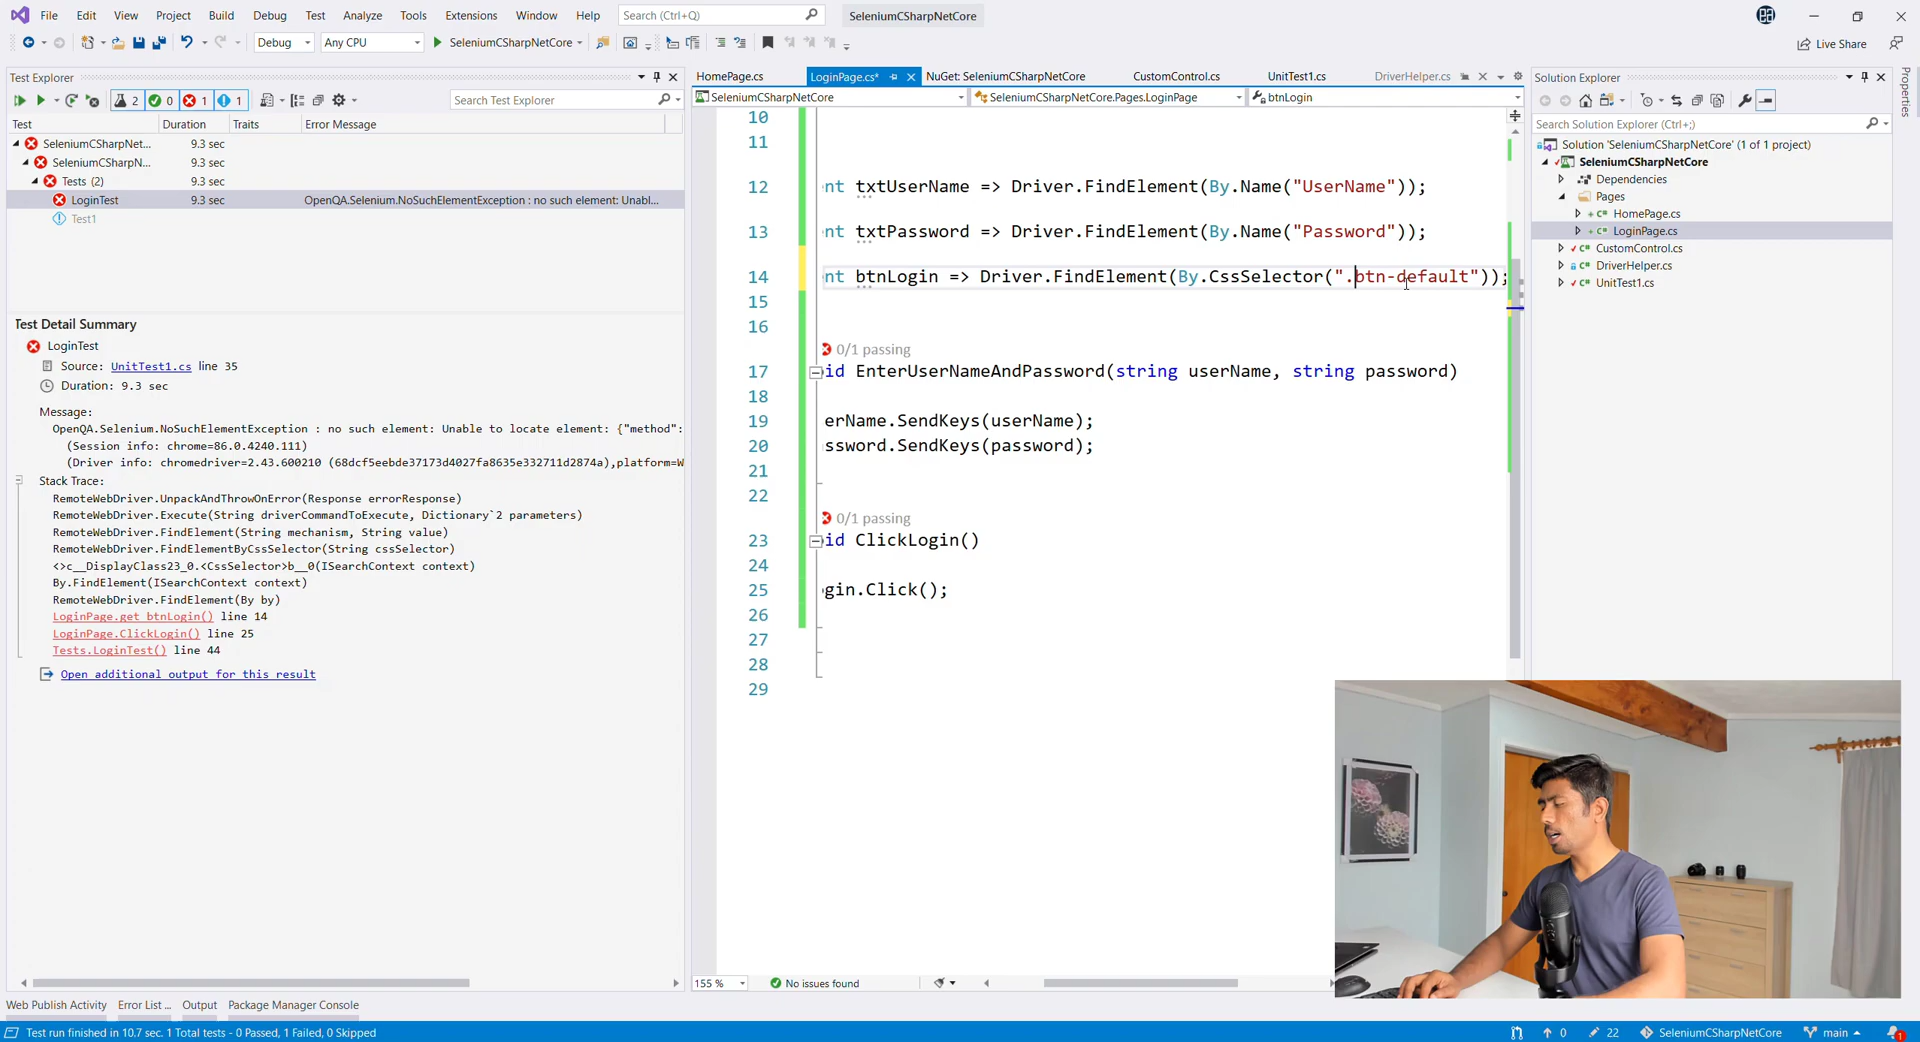 File Edit View Project Build Debug Test Analyze Tools Extensions Window Help Search (Ctrl+Q) SeleniumCSharpNetCore
Debug Any CPU SeleniumCSharpNetCore Live Share
Test Explorer
2 0 1 1 Search Test Explorer
Test Duration Traits Error Message
SeleniumCSharpNet... 9.3 sec
SeleniumCSharpN... 9.3 sec
Tests (2) 9.3 sec
LoginTest 9.3 sec OpenQA.Selenium.NoSuchElementException : no such element: Unabl...
Test1
Test Detail Summary
LoginTest
Source: UnitTest1.cs line 35
Duration: 9.3 sec
Message:
OpenQA.Selenium.NoSuchElementException : no such element: Unable to locate element: {"method":
(Session info: chrome=86.0.4240.111)
(Driver info: chromedriver=2.43.600210 (68dcf5eebde37173d4027fa8635e332711d2874a),platform=W
Stack Trace:
RemoteWebDriver.UnpackAndThrowOnError(Response errorResponse)
RemoteWebDriver.Execute(String driverCommandToExecute, Dictionary`2 parameters)
RemoteWebDriver.FindElement(String mechanism, String value)
RemoteWebDriver.FindElementByCssSelector(String cssSelector)
<>c__DisplayClass23_0.<CssSelector>b__0(ISearchContext context)
By.FindElement(ISearchContext context)
RemoteWebDriver.FindElement(By by)
LoginPage.get_btnLogin() line 14
LoginPage.ClickLogin() line 25
Tests.LoginTest() line 44
Open additional output for this result
HomePage.cs LoginPage.cs* NuGet: SeleniumCSharpNetCore CustomControl.cs UnitTest1.cs DriverHelper.cs
SeleniumCSharpNetCore SeleniumCSharpNetCore.Pages.LoginPage btnLogin
10
11
12 nt txtUserName => Driver.FindElement(By.Name("UserName"));
13 nt txtPassword => Driver.FindElement(By.Name("Password"));
14 nt btnLogin => Driver.FindElement(By.CssSelector(".btn-default"));
15
16
0/1 passing
17 id EnterUserNameAndPassword(string userName, string password)
18
19 erName.SendKeys(userName);
20 ssword.SendKeys(password);
21
22
0/1 passing
23 id ClickLogin()
24
25 gin.Click();
26
27
28
29
155 % No issues found
Solution Explorer
Search Solution Explorer (Ctrl+;)
Solution 'SeleniumCSharpNetCore' (1 of 1 project)
SeleniumCSharpNetCore
Dependencies
Pages
HomePage.cs
LoginPage.cs
CustomControl.cs
DriverHelper.cs
UnitTest1.cs
Properties
Web Publish Activity Error List ... Output Package Manager Console
Test run finished in 10.7 sec. 1 Total tests - 0 Passed, 1 Failed, 0 Skipped 0 22 SeleniumCSharpNetCore main 1